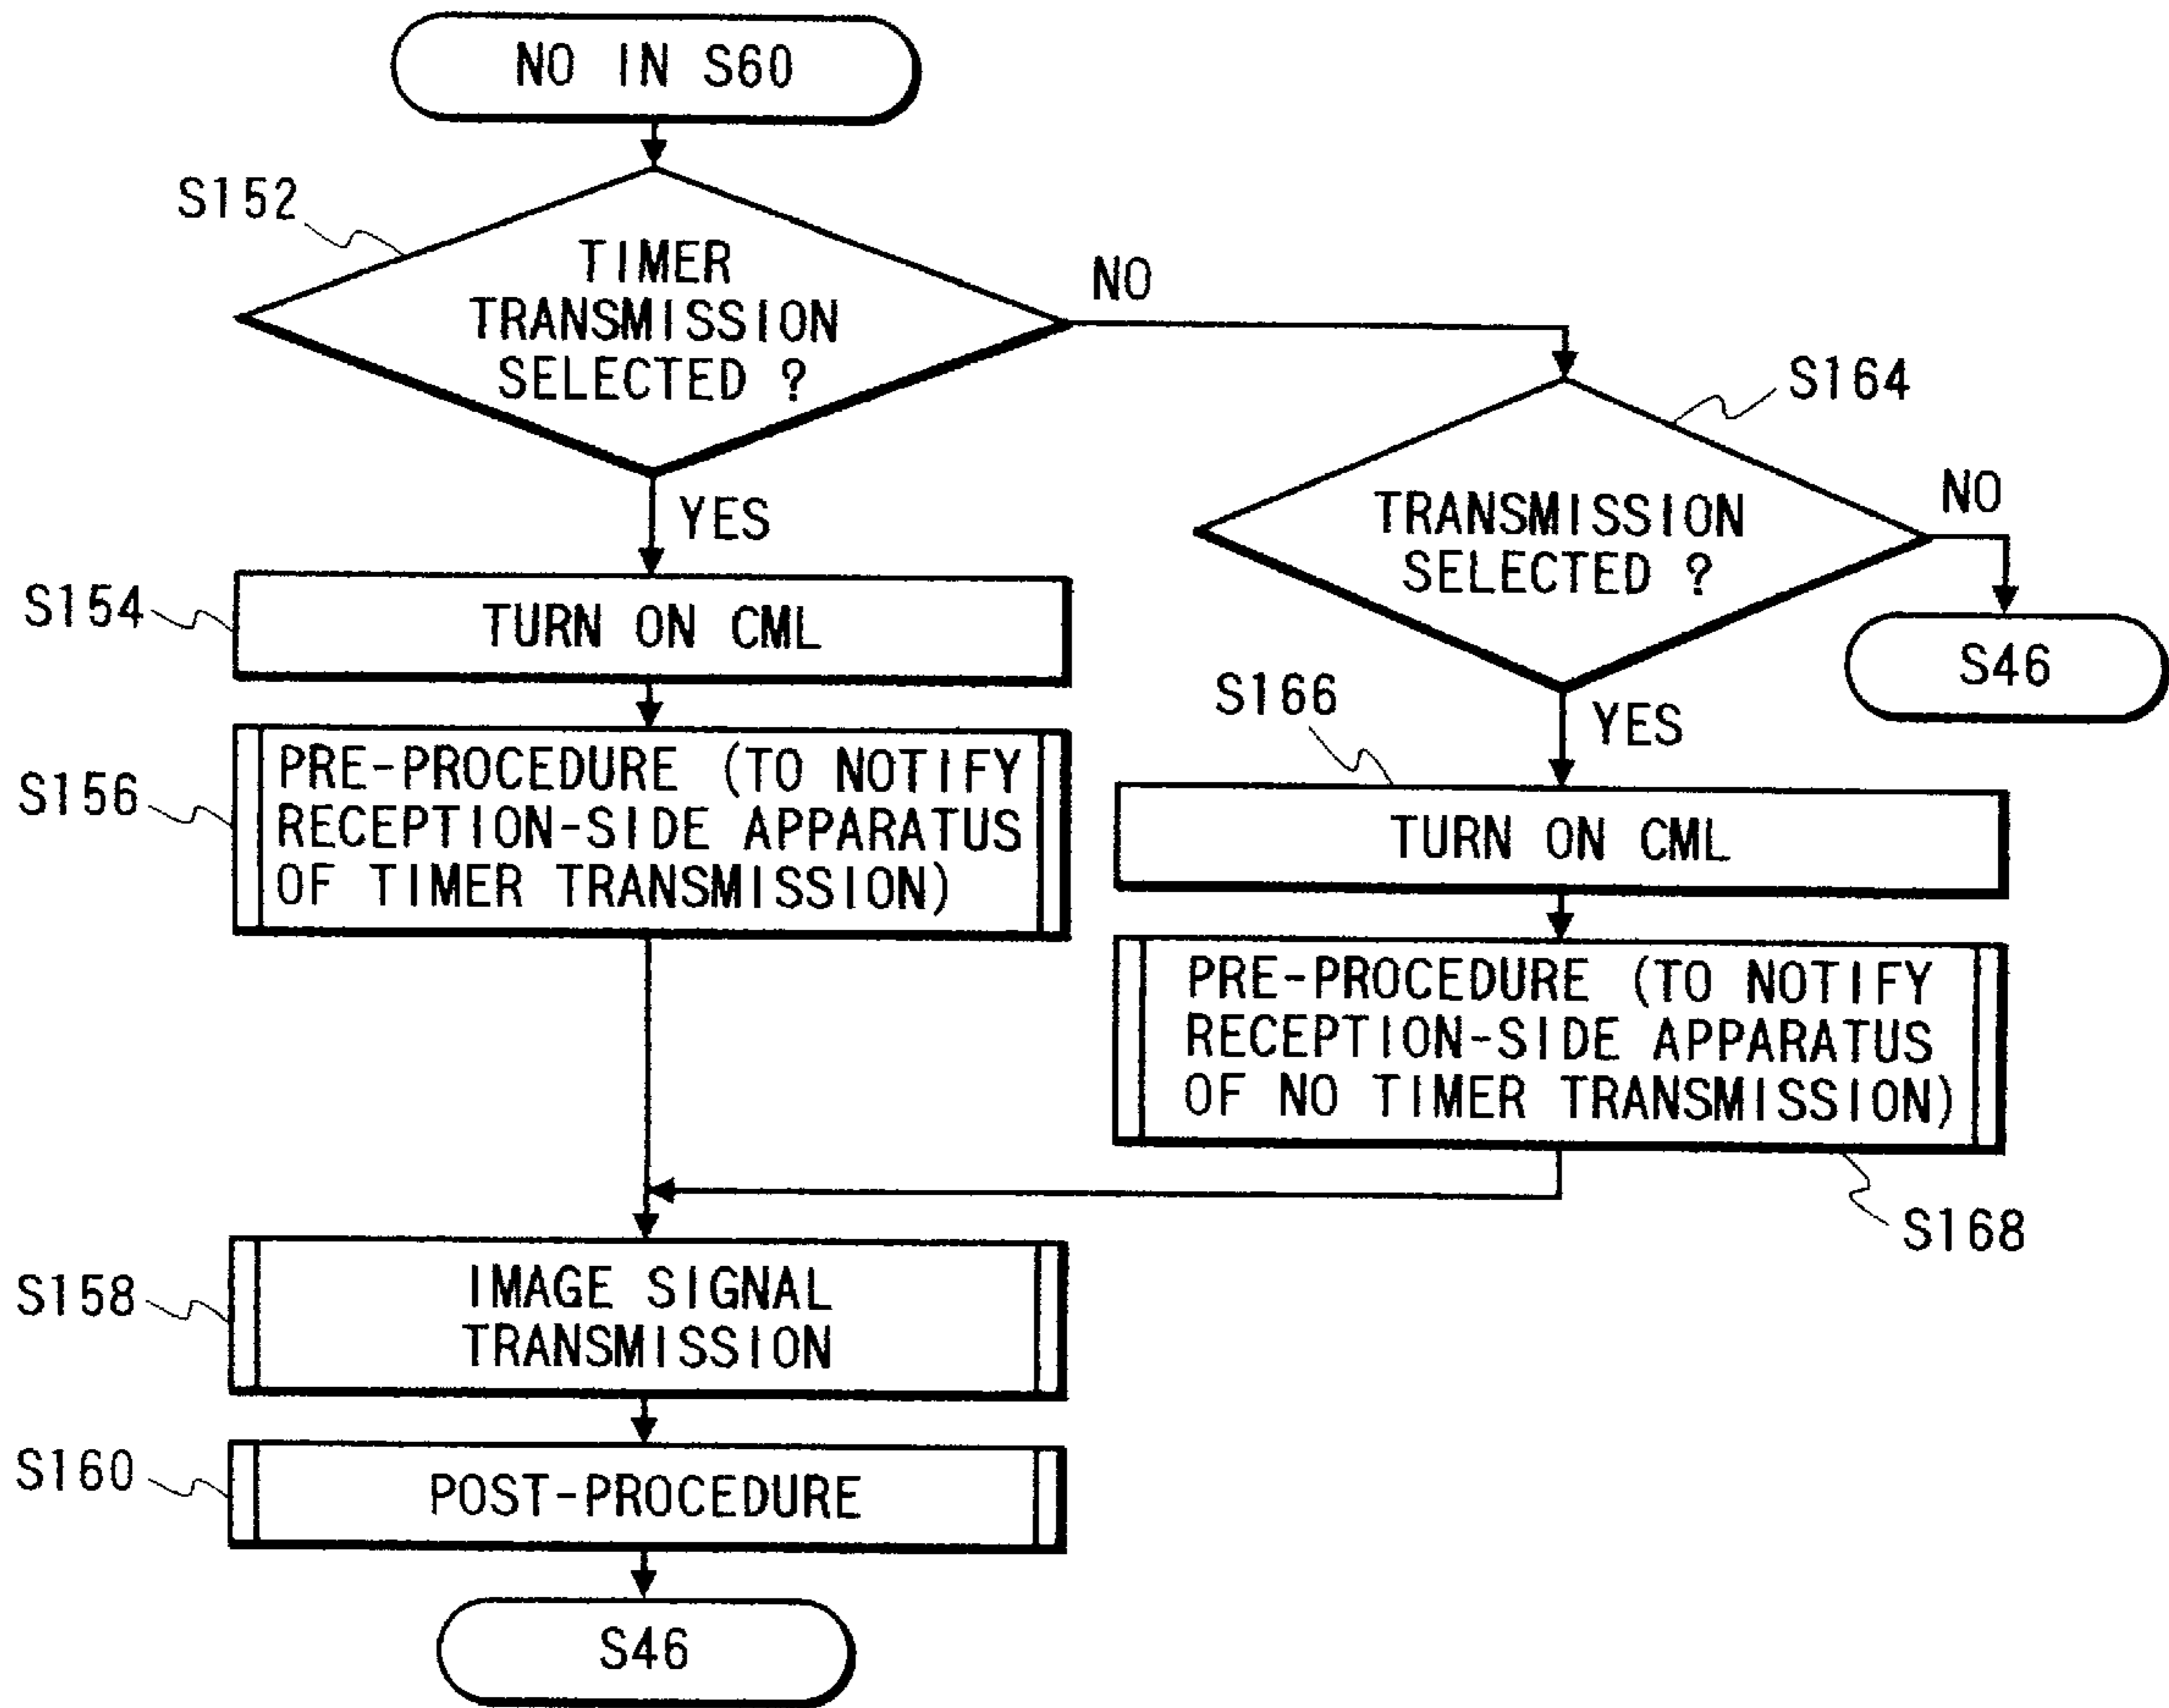 NO IN S60
S152
TIMER
TRANSMISSION
SELECTED ?
NO
YES
S164
TRANSMISSION
SELECTED ?
NO
S46
YES
S154
TURN ON CML
S156
PRE-PROCEDURE (TO NOTIFY
RECEPTION-SIDE APPARATUS
OF TIMER TRANSMISSION)
S166
TURN ON CML
PRE-PROCEDURE (TO NOTIFY
RECEPTION-SIDE APPARATUS
OF NO TIMER TRANSMISSION)
S168
S158
IMAGE SIGNAL
TRANSMISSION
S160
POST-PROCEDURE
S46